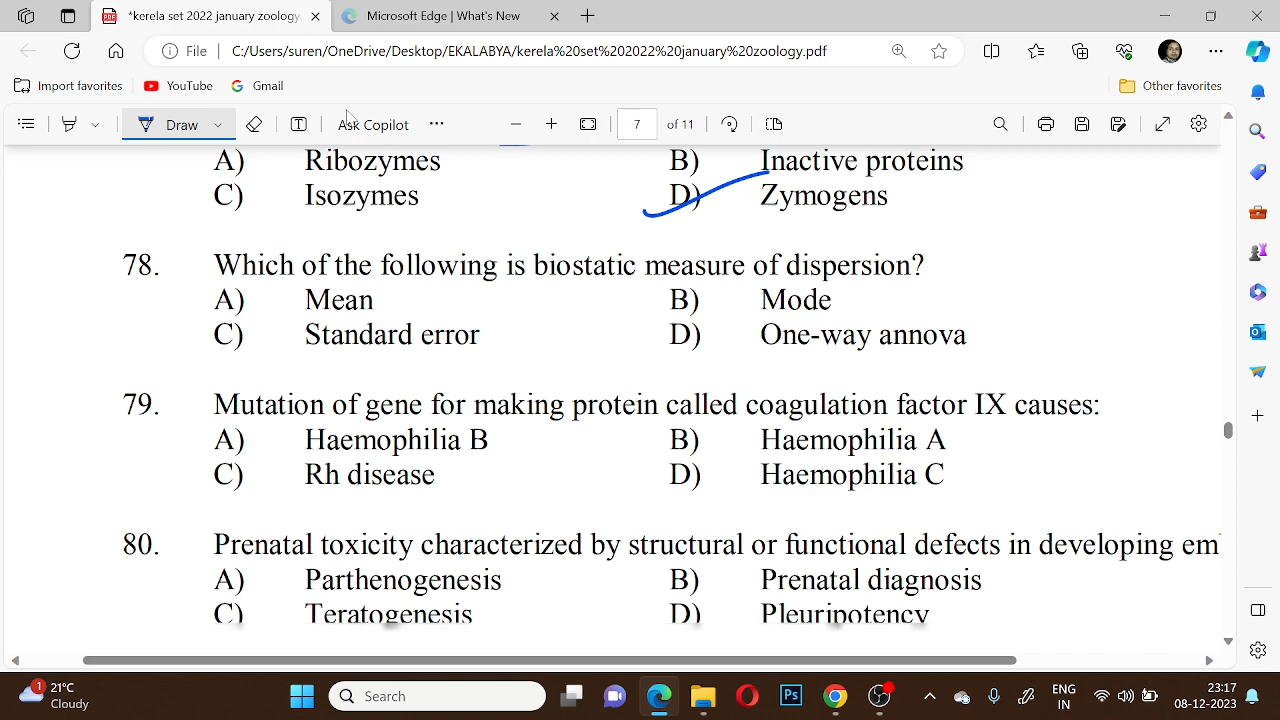 *kerela set 2022 january zoology.
Microsoft Edge | What's New
File
C:/Users/suren/OneDrive/Desktop/EKALABYA/kerela%20set%202022%20january%20zoology.pdf
Import favorites
YouTube
Gmail
Other favorites
Draw
Ask Copilot
7
of 11
A) Ribozymes B) Inactive proteins
C) Isozymes D) Zymogens
78. Which of the following is biostatic measure of dispersion?
A) Mean B) Mode
C) Standard error D) One-way annova
79. Mutation of gene for making protein called coagulation factor IX causes:
A) Haemophilia B B) Haemophilia A
C) Rh disease D) Haemophilia C
80. Prenatal toxicity characterized by structural or functional defects in developing em
A) Parthenogenesis B) Prenatal diagnosis
C) Teratogenesis D) Pleuripotency
1
21°C
Cloudy
Search
Ps
ENG
IN
23:17
08-12-2023